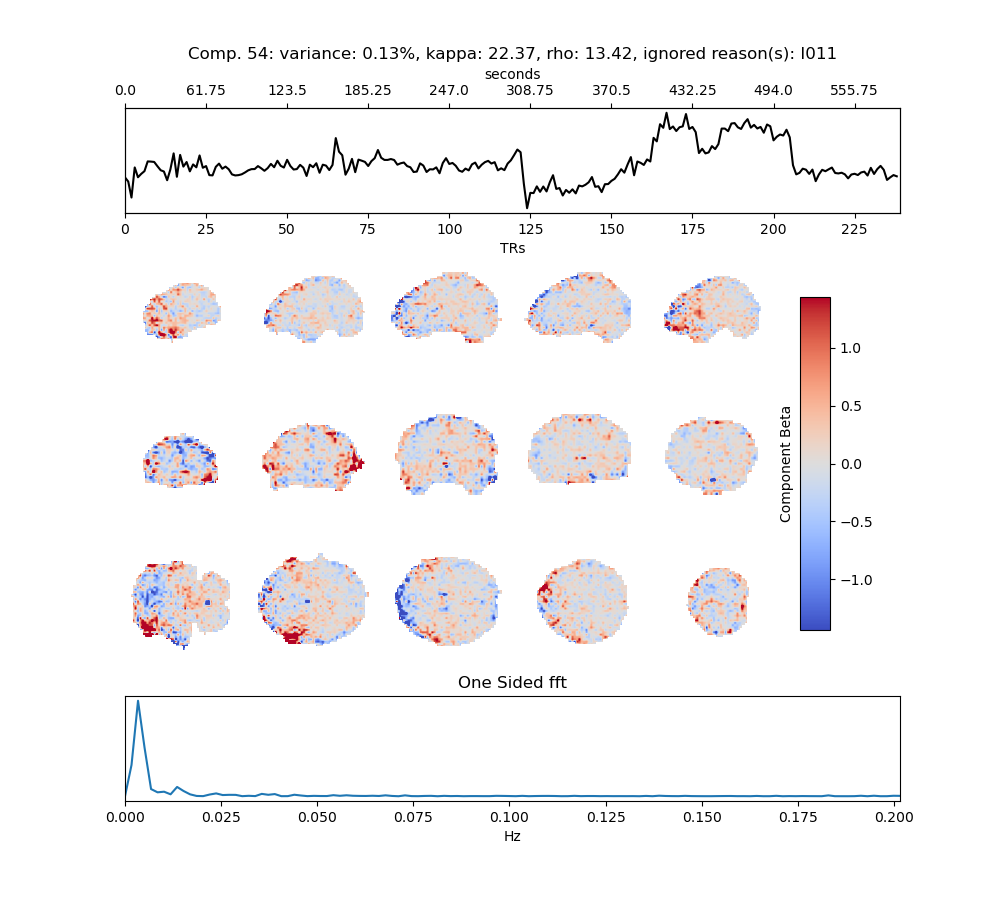 Comp. 54: variance: 0.13%, kappa: 22.37, rho: 13.42, ignored reason(s): I011
seconds
0.0 61.75 123.5 185.25 247.0 308.75 370.5 432.25 494.0 555.75
0 25 50 75 100 125 150 175 200 225
TRs
1.0
0.5
0.0
−0.5
−1.0
Component Beta
One Sided fft
0.000 0.025 0.050 0.075 0.100 0.125 0.150 0.175 0.200
Hz